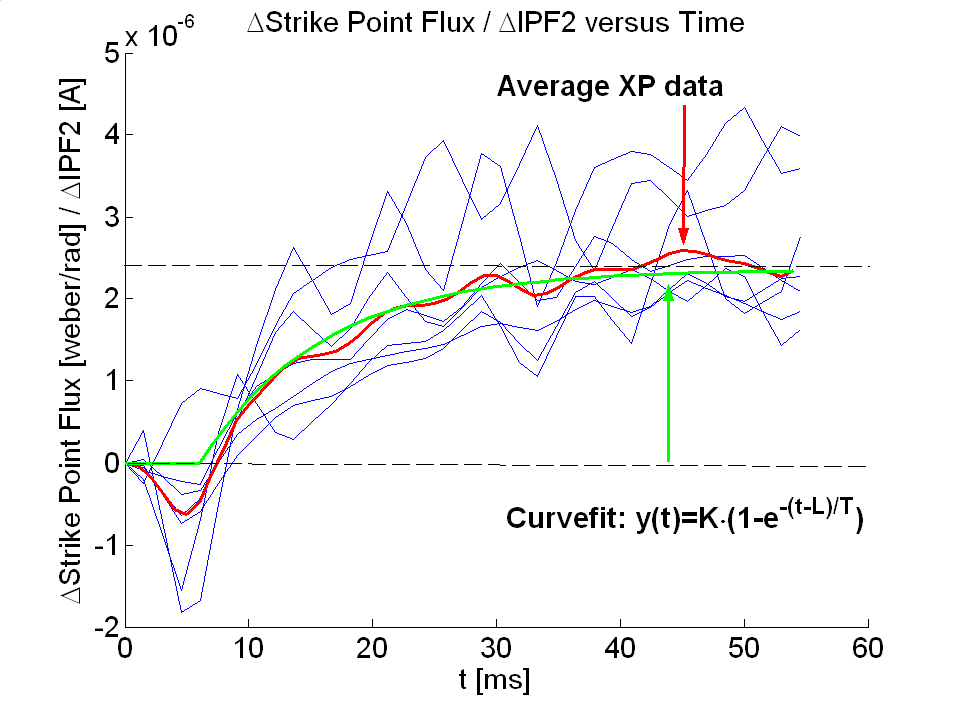 ΔStrike Point Flux / ΔIPF2 versus Time
x 10^-6
ΔStrike Point Flux [weber/rad] / ΔIPF2 [A]
5
4
3
2
1
0
-1
-2
Average XP data
Curvefit: y(t)=K·(1-e^-(t-L)/T)
0 10 20 30 40 50 60
t [ms]